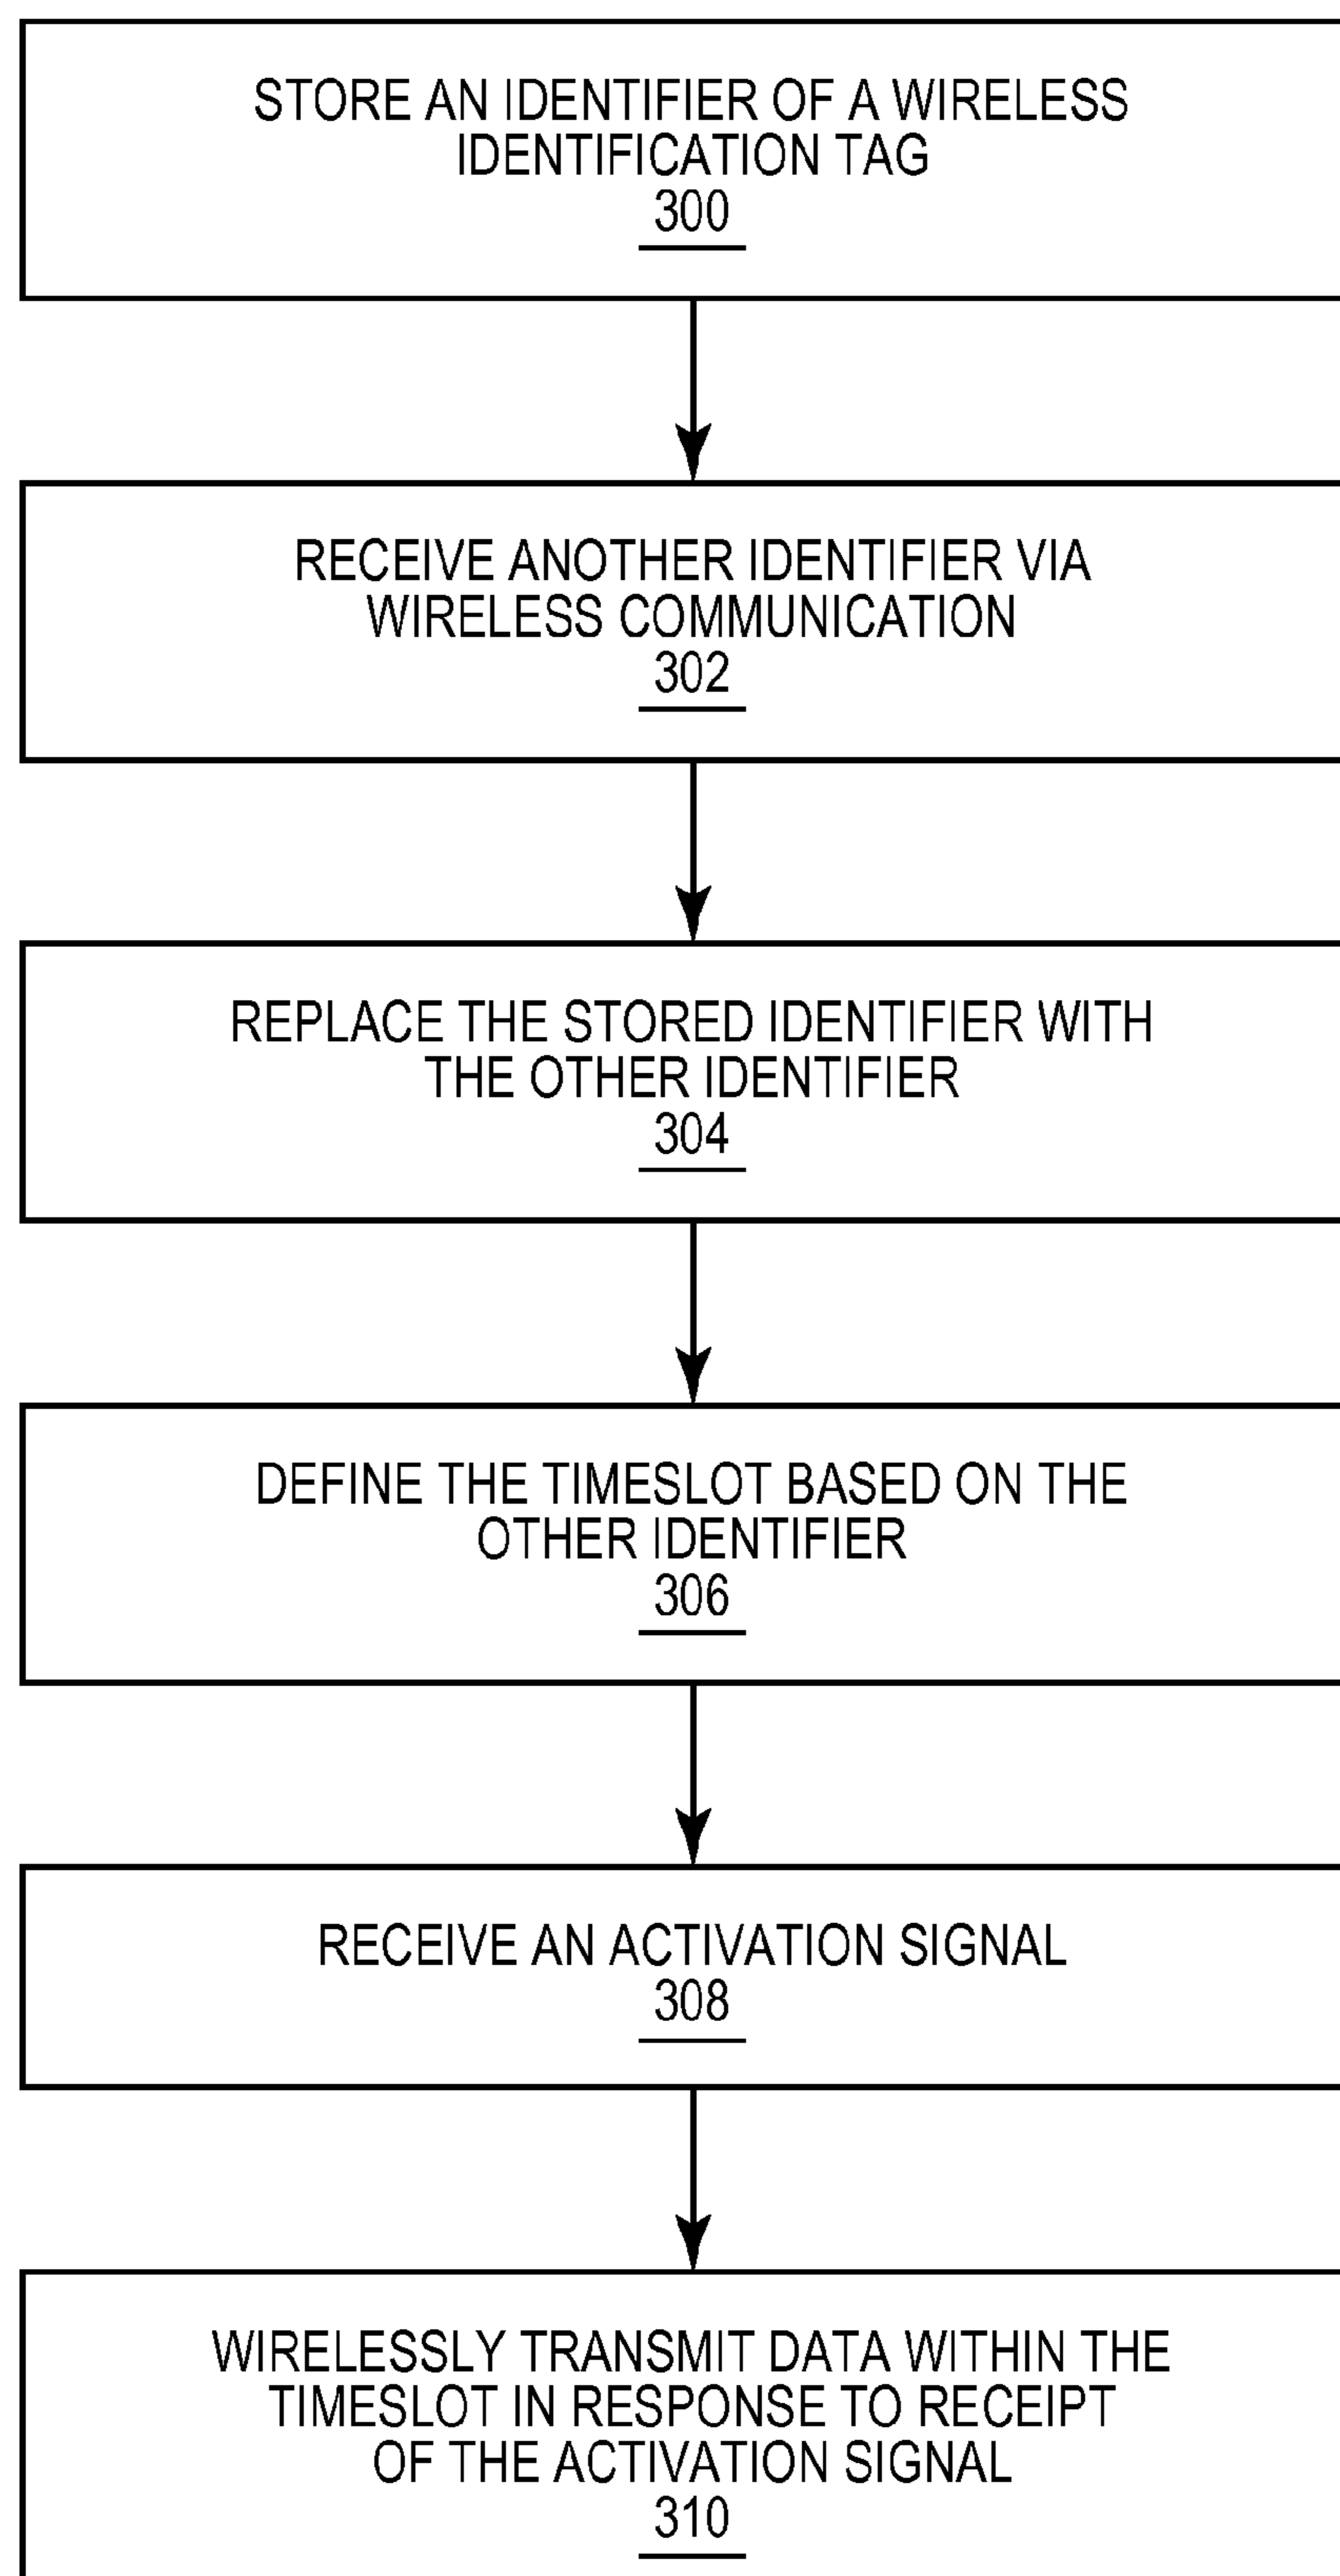 STORE AN IDENTIFIER OF A WIRELESS
IDENTIFICATION TAG
300
RECEIVE ANOTHER IDENTIFIER VIA
WIRELESS COMMUNICATION
302
REPLACE THE STORED IDENTIFIER WITH
THE OTHER IDENTIFIER
304
DEFINE THE TIMESLOT BASED ON THE
OTHER IDENTIFIER
306
RECEIVE AN ACTIVATION SIGNAL
308
WIRELESSLY TRANSMIT DATA WITHIN THE
TIMESLOT IN RESPONSE TO RECEIPT
OF THE ACTIVATION SIGNAL
310